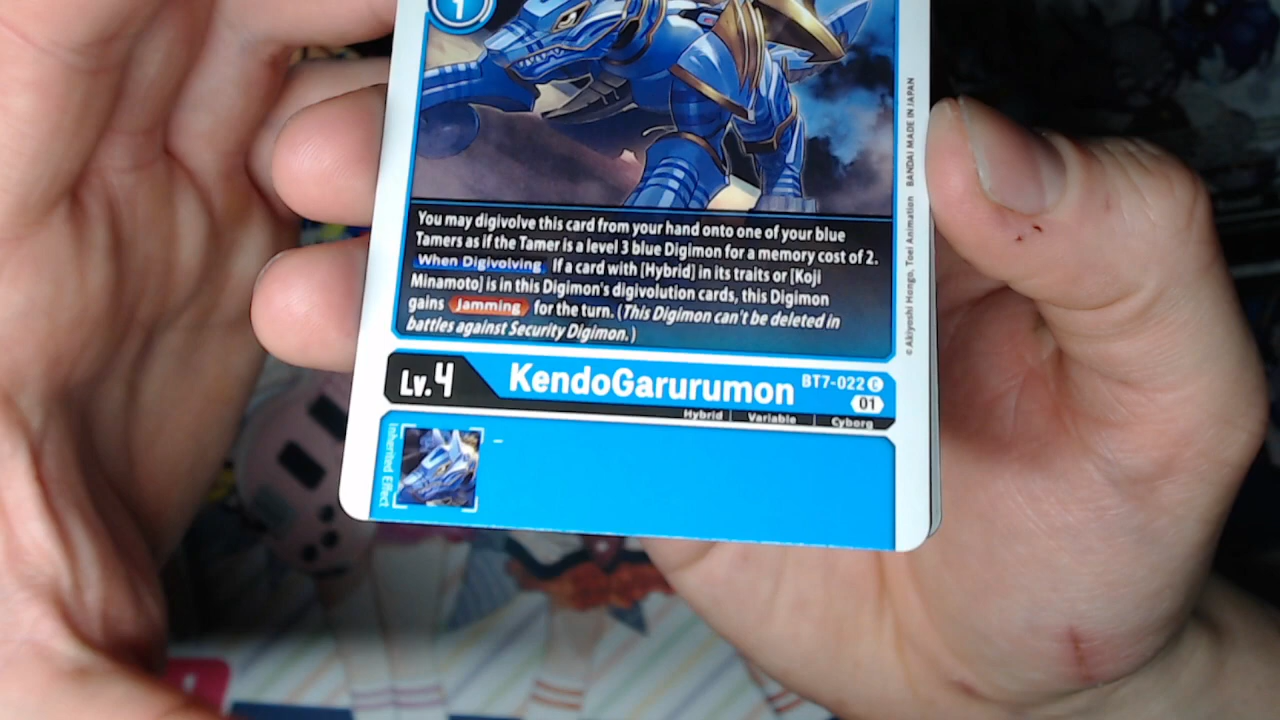 1
You may digivolve this card from your hand onto one of your blue
Tamers as if the Tamer is a level 3 blue Digimon for a memory cost of 2.
When Digivolving If a card with [Hybrid] in its traits or [Koji
Minamoto] is in this Digimon's digivolution cards, this Digimon
gains Jamming for the turn. (This Digimon can't be deleted in
battles against Security Digimon.)
©Akiyoshi Hongo, Toei Animation BANDAI MADE IN JAPAN
Lv.4 KendoGarurumon BT7-022 C
01
Hybrid | Variable | Cyborg
Inherited Effect
-